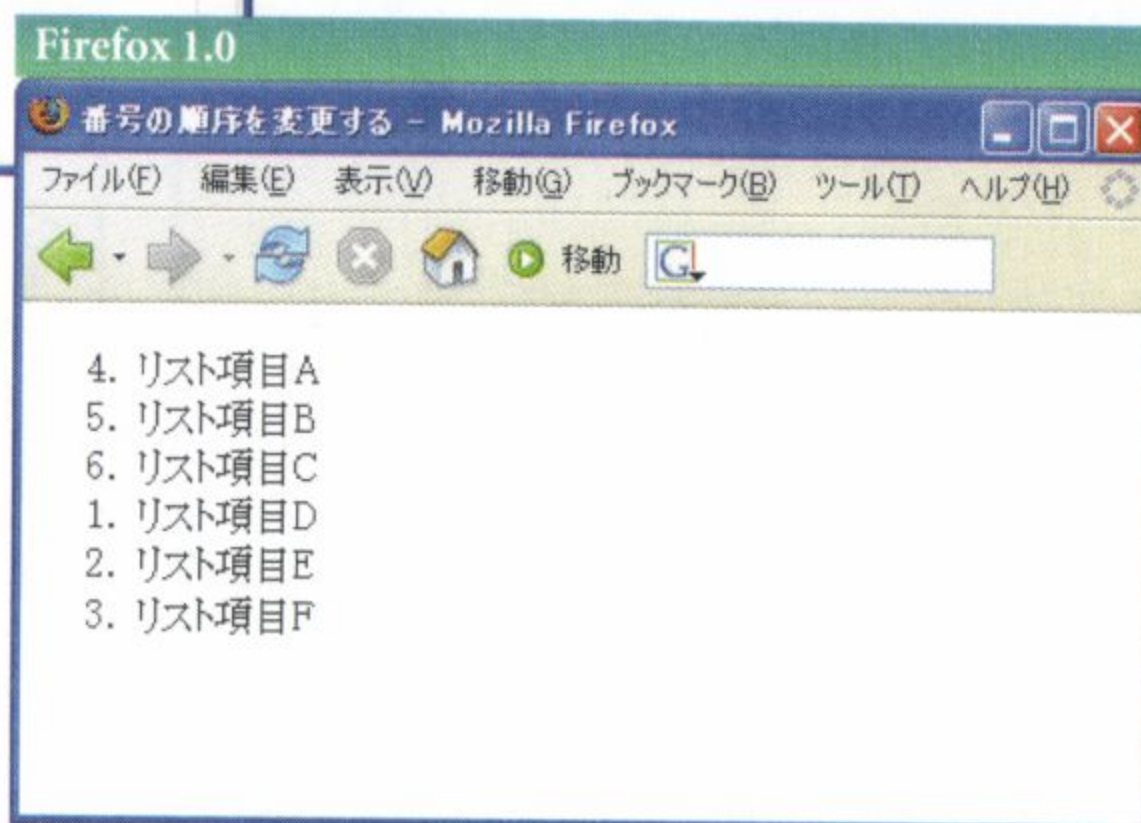 Firefox 1.0
番号の順序を変更する - Mozilla Firefox
ファイル(F) 編集(E) 表示(V) 移動(G) ブックマーク(B) ツール(T) ヘルプ(H)
移動 G
4. リスト項目A
5. リスト項目B
6. リスト項目C
1. リスト項目D
2. リスト項目E
3. リスト項目F